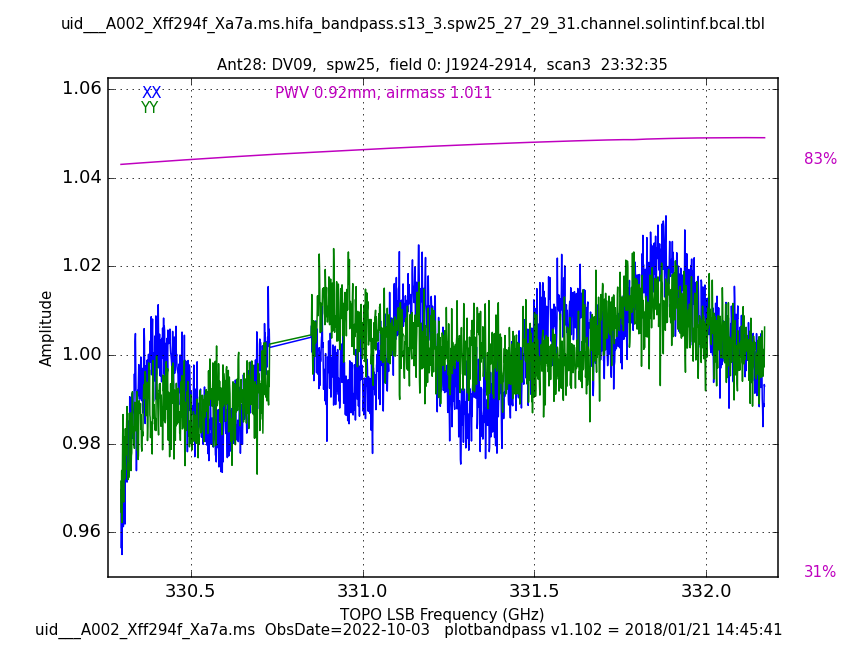 uid___A002_Xff294f_Xa7a.ms.hifa_bandpass.s13_3.spw25_27_29_31.channel.solintinf.bcal.tbl
Ant28: DV09, spw25, field 0: J1924-2914, scan3 23:32:35
XX
YY
PWV 0.92mm, airmass 1.011
1.06
1.04
1.02
1.00
0.98
0.96
Amplitude
83%
31%
330.5 331.0 331.5 332.0
TOPO LSB Frequency (GHz)
uid___A002_Xff294f_Xa7a.ms ObsDate=2022-10-03 plotbandpass v1.102 = 2018/01/21 14:45:41